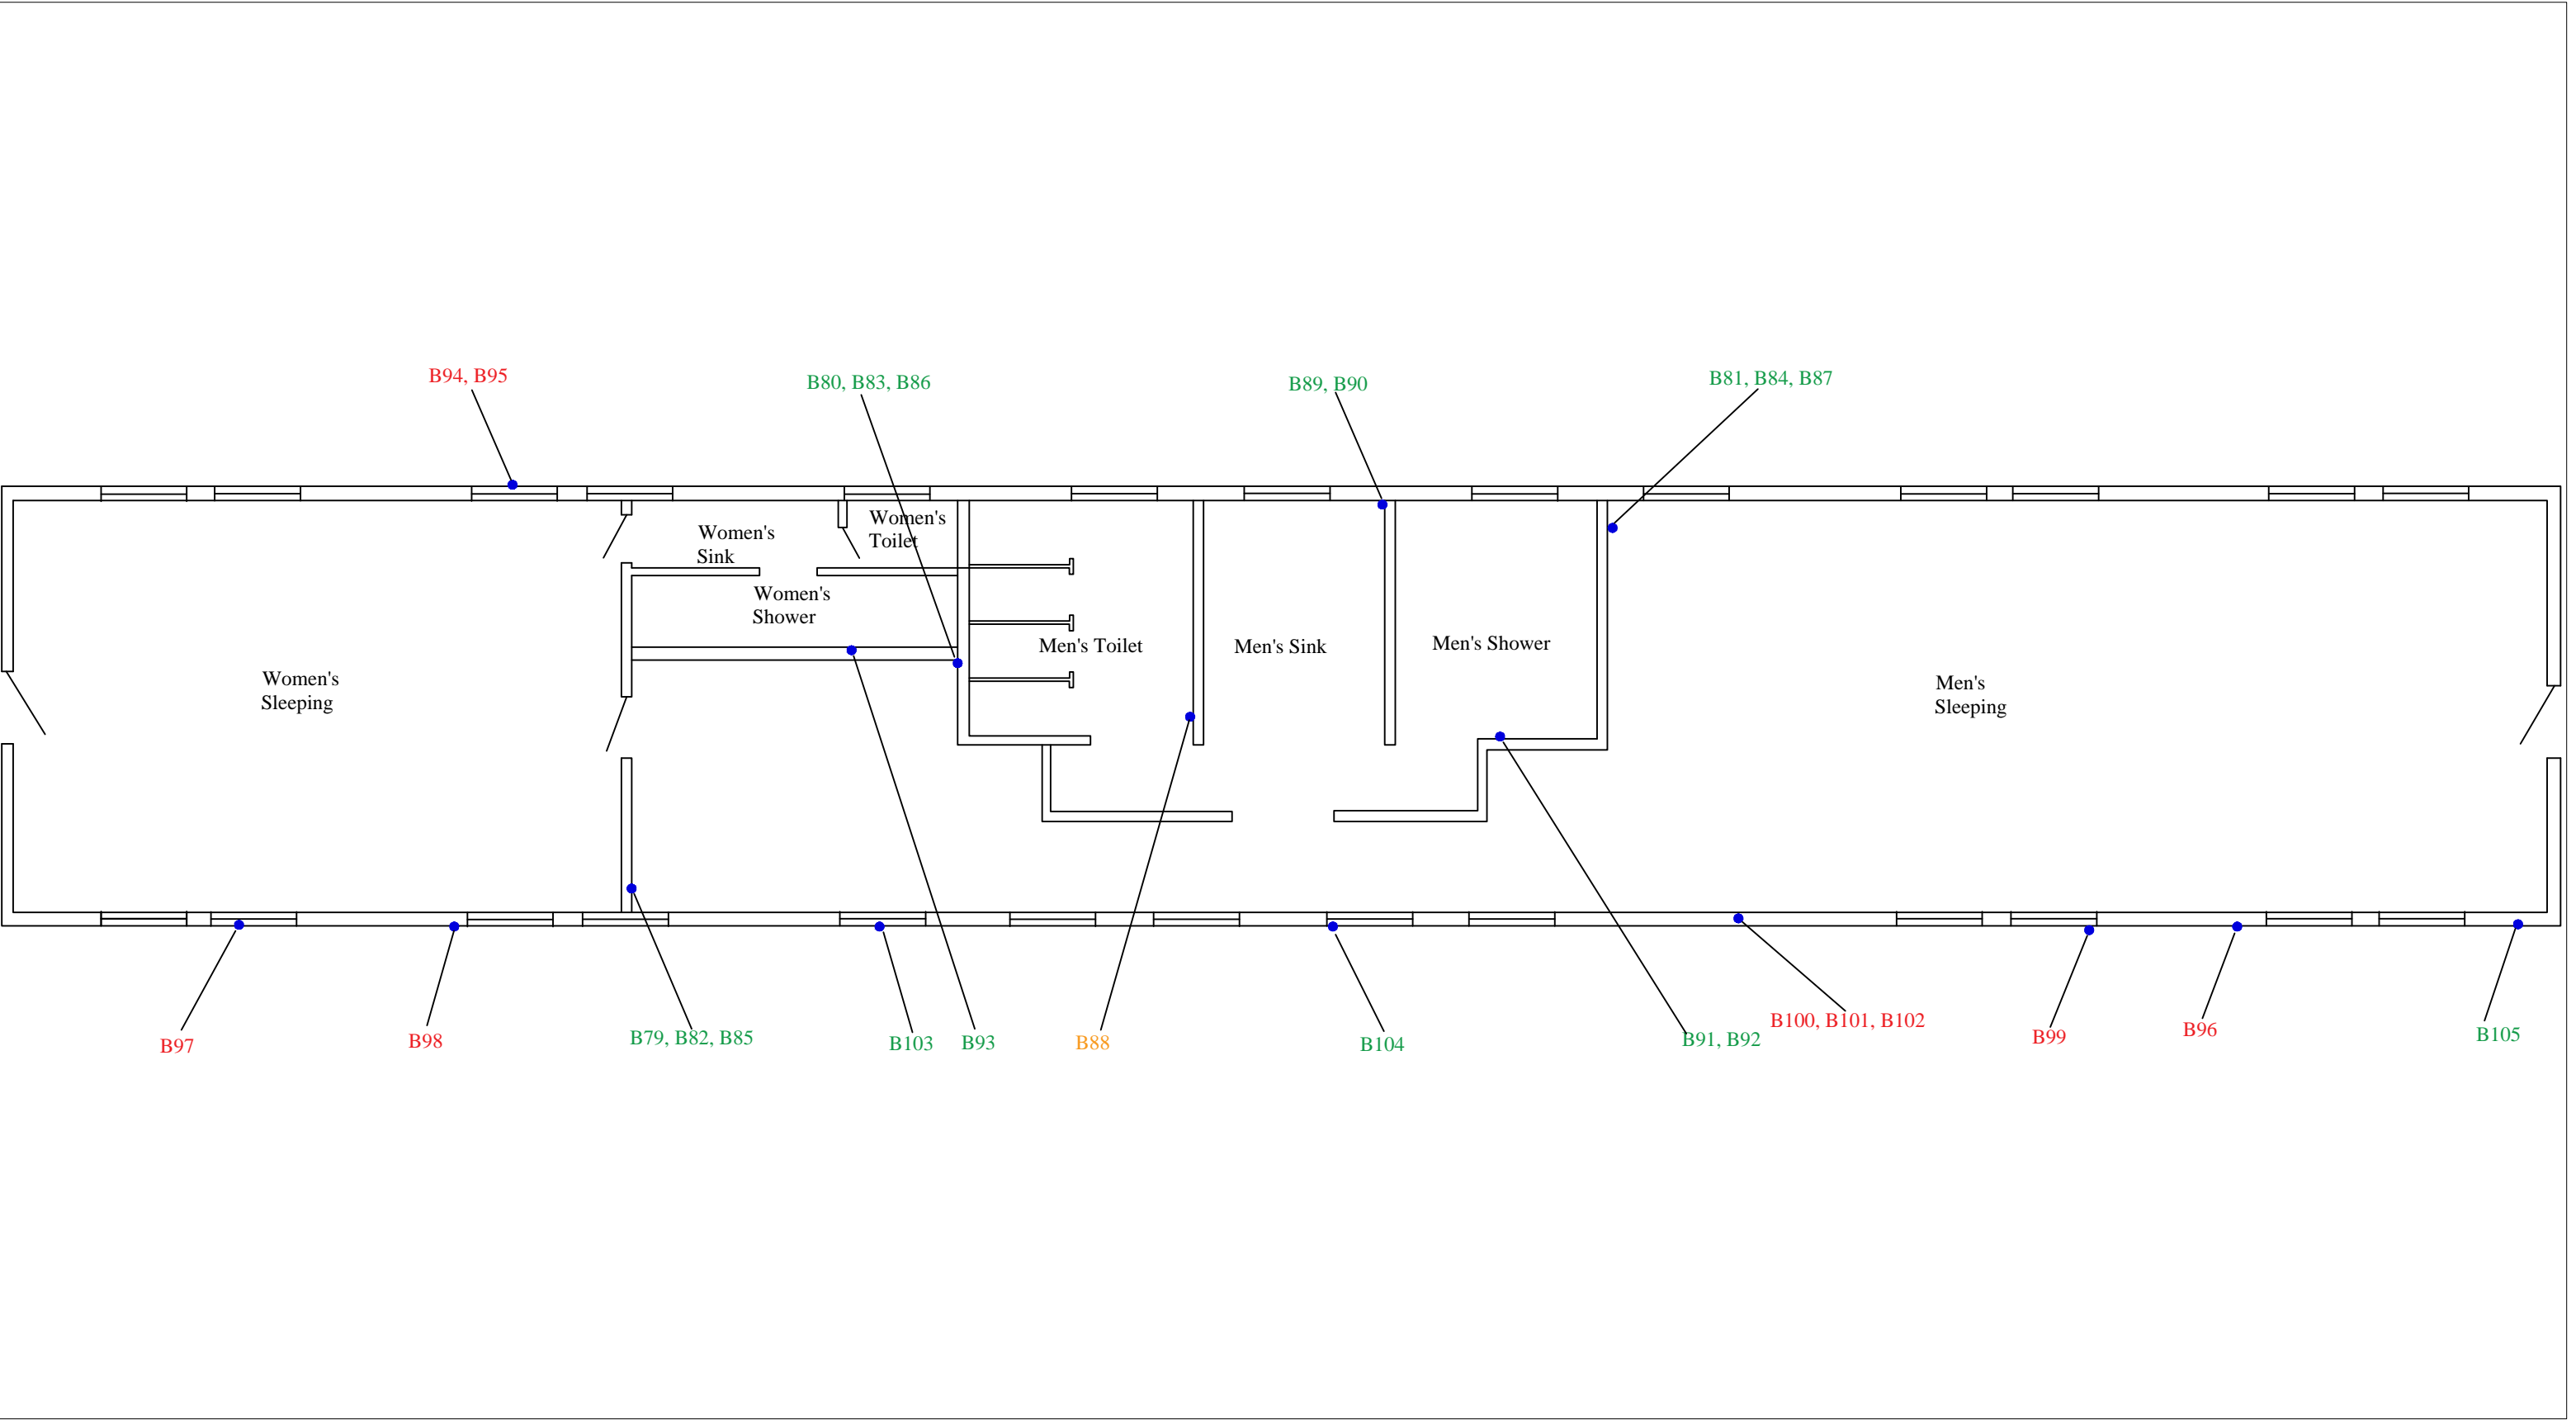 B94, B95
B80, B83, B86
B89, B90
B81, B84, B87
Women's
Sink
Women's
Toilet
Women's
Shower
Women's
Sleeping
Men's Toilet
Men's Sink
Men's Shower
Men's
Sleeping
B97
B98
B79, B82, B85
B103
B93
B88
B104
B91, B92
B100, B101, B102
B99
B96
B105